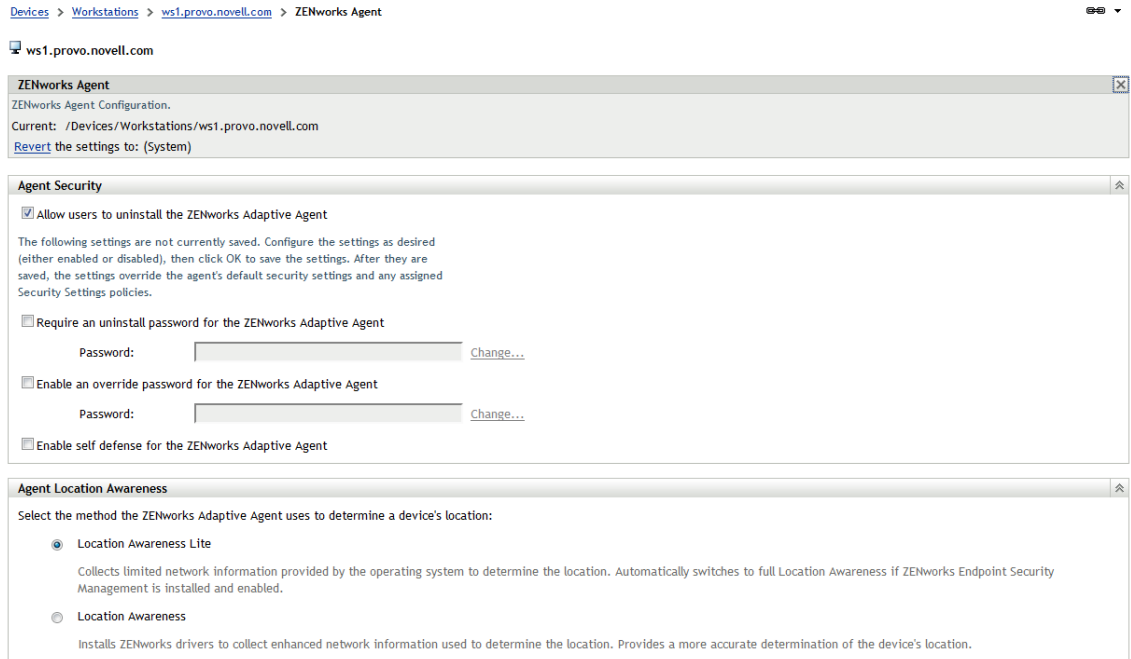 Devices > Workstations > ws1.provo.novell.com > ZENworks Agent
ws1.provo.novell.com
ZENworks Agent
ZENworks Agent Configuration.
Current: /Devices/Workstations/ws1.provo.novell.com
Revert the settings to: (System)
Agent Security
Allow users to uninstall the ZENworks Adaptive Agent
The following settings are not currently saved. Configure the settings as desired
(either enabled or disabled), then click OK to save the settings. After they are
saved, the settings override the agent's default security settings and any assigned
Security Settings policies.
Require an uninstall password for the ZENworks Adaptive Agent
Password: Change...
Enable an override password for the ZENworks Adaptive Agent
Password: Change...
Enable self defense for the ZENworks Adaptive Agent
Agent Location Awareness
Select the method the ZENworks Adaptive Agent uses to determine a device's location:
Location Awareness Lite
Collects limited network information provided by the operating system to determine the location. Automatically switches to full Location Awareness if ZENworks Endpoint Security
Management is installed and enabled.
Location Awareness
Installs ZENworks drivers to collect enhanced network information used to determine the location. Provides a more accurate determination of the device's location.